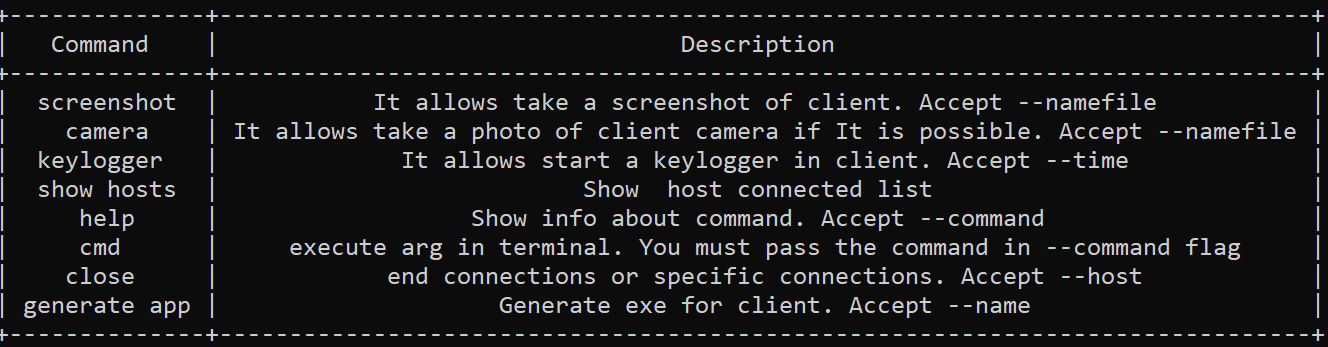 Command Description
screenshot It allows take a screenshot of client. Accept --namefile
camera It allows take a photo of client camera if It is possible. Accept --namefile
keylogger It allows start a keylogger in client. Accept --time
show hosts Show  host connected list
help Show info about command. Accept --command
cmd execute arg in terminal. You must pass the command in --command flag
close end connections or specific connections. Accept --host
generate app Generate exe for client. Accept --name